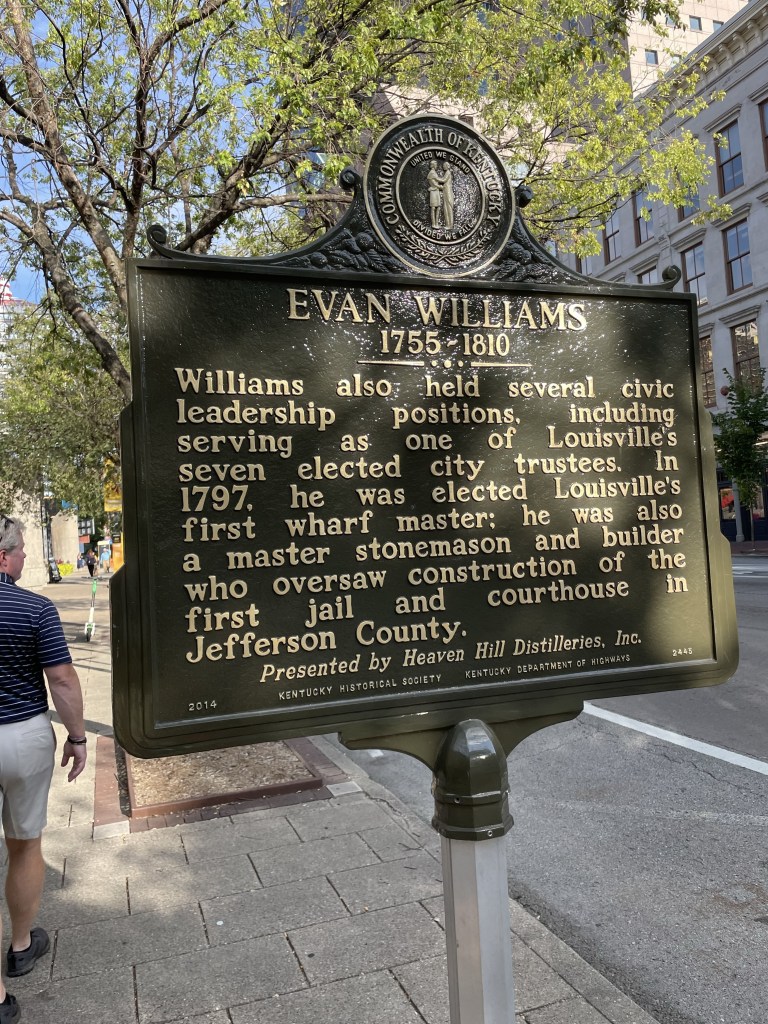 COMMONWEALTH OF KENTUCKY
UNITED WE STAND
DIVIDED WE FALL
EVAN WILLIAMS
1755-1810
Williams also held several civic
leadership positions, including
serving as one of Louisville's
seven elected city trustees. In
1797, he was elected Louisville's
first wharf master; he was also
a master stonemason and builder
who oversaw construction of the
first jail and courthouse in
Jefferson County.
Presented by Heaven Hill Distilleries, Inc.
2014 KENTUCKY HISTORICAL SOCIETY KENTUCKY DEPARTMENT OF HIGHWAYS 2445